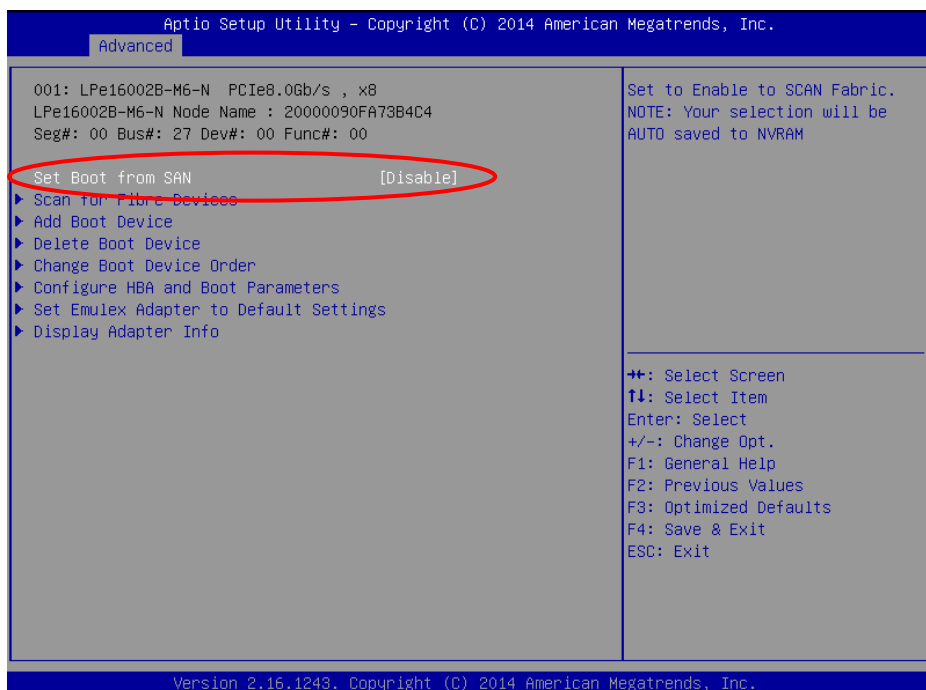 Aptio Setup Utility – Copyright (C) 2014 American Megatrends, Inc.
Advanced
001: LPe16002B-M6-N  PCIe8.0Gb/s , x8
LPe16002B-M6-N Node Name : 20000090FA73B4C4
Seg#: 00 Bus#: 27 Dev#: 00 Func#: 00
Set Boot from SAN [Disable]
Scan for Fibre Devices
Add Boot Device
Delete Boot Device
Change Boot Device Order
Configure HBA and Boot Parameters
Set Emulex Adapter to Default Settings
Display Adapter Info
Set to Enable to SCAN Fabric.
NOTE: Your selection will be
AUTO saved to NVRAM
→←: Select Screen
↑↓: Select Item
Enter: Select
+/-: Change Opt.
F1: General Help
F2: Previous Values
F3: Optimized Defaults
F4: Save & Exit
ESC: Exit
Version 2.16.1243. Copyright (C) 2014 American Megatrends, Inc.